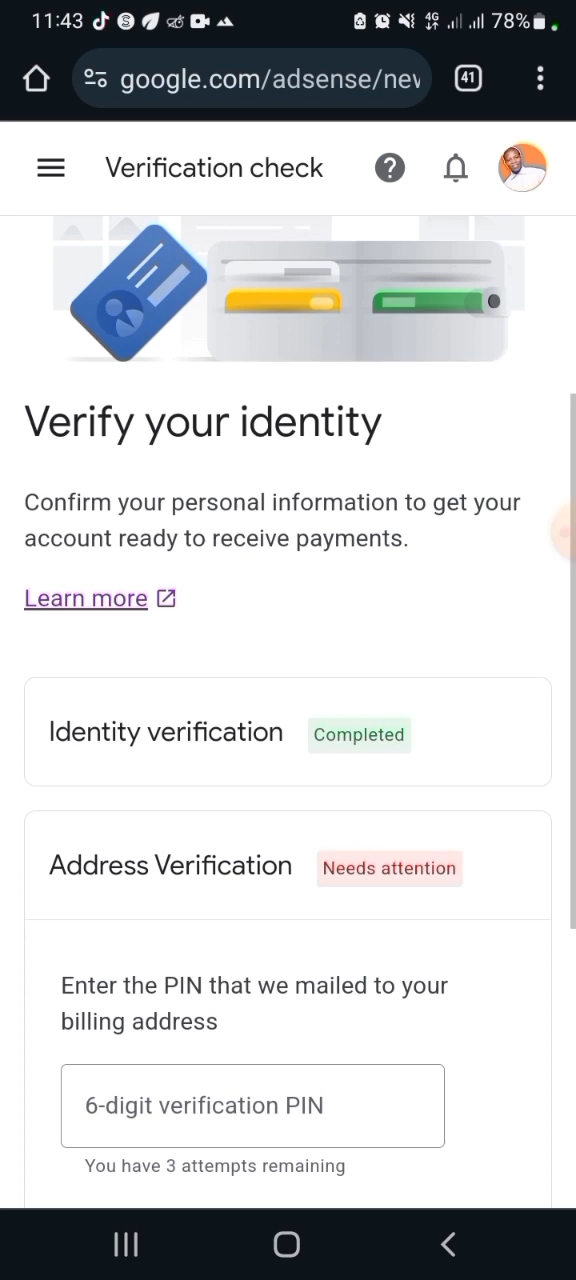 11:43 4G 78%
google.com/adsense/nev 41
Verification check
Verify your identity
Confirm your personal information to get your
account ready to receive payments.
Learn more
Identity verification Completed
Address Verification Needs attention
Enter the PIN that we mailed to your
billing address
6-digit verification PIN
You have 3 attempts remaining